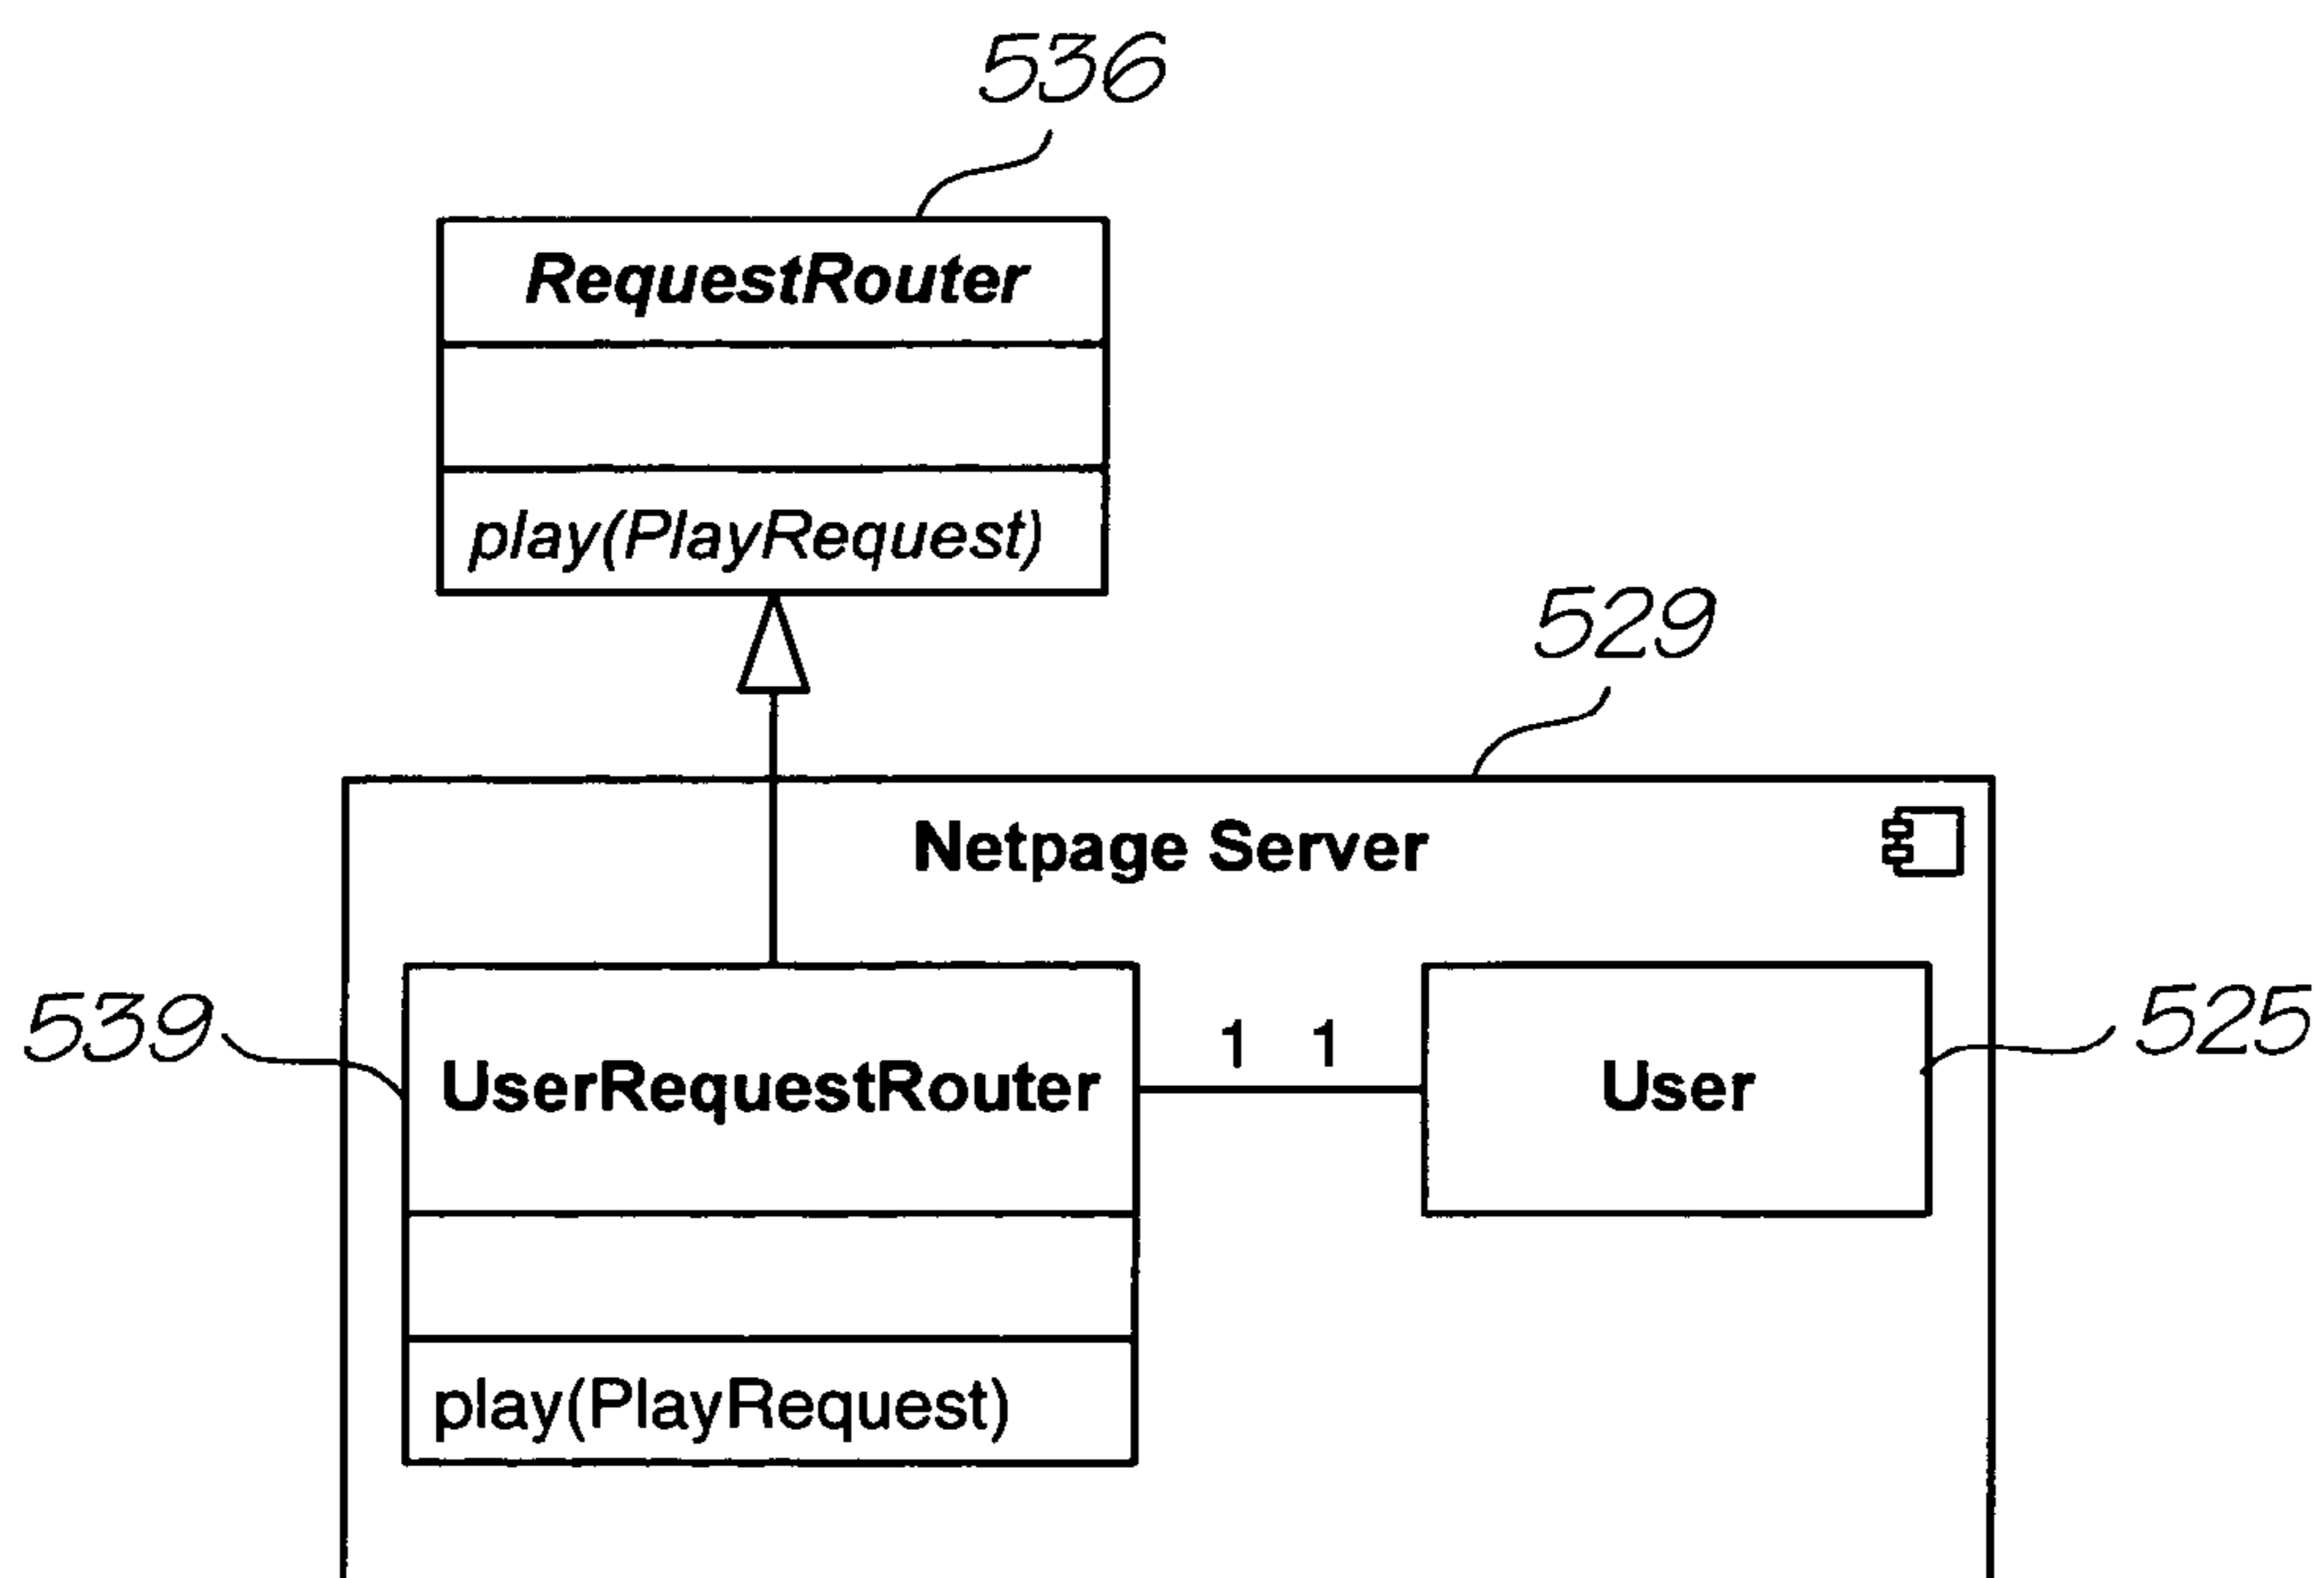 536
RequestRouter
play(PlayRequest)
529
Netpage Server
539
UserRequestRouter
1 1
User
525
play(PlayRequest)